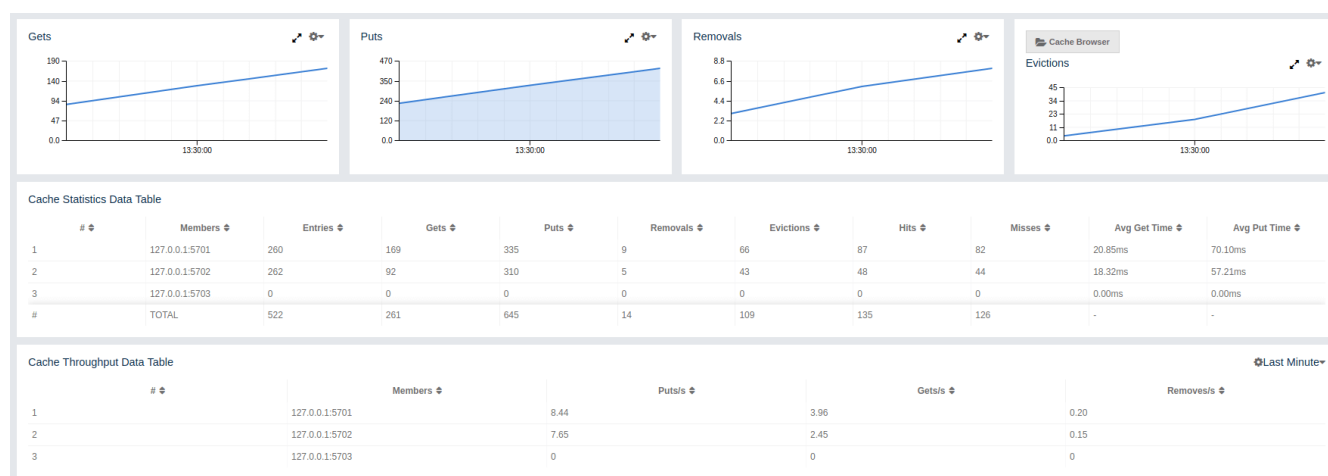 Gets
190
140
94
47
0.0
13:30:00
Puts
470
350
240
120
0.0
13:30:00
Removals
8.8
6.6
4.4
2.2
0.0
13:30:00
Cache Browser
Evictions
45
34
23
11
0.0
13:30:00
Cache Statistics Data Table
# Members Entries Gets Puts Removals Evictions Hits Misses Avg Get Time Avg Put Time
1 127.0.0.1:5701 260 169 335 9 66 87 82 20.85ms 70.10ms
2 127.0.0.1:5702 262 92 310 5 43 48 44 18.32ms 57.21ms
3 127.0.0.1:5703 0 0 0 0 0 0 0 0.00ms 0.00ms
# TOTAL 522 261 645 14 109 135 126 - -
Cache Throughput Data Table Last Minute
# Members Puts/s Gets/s Removes/s
1 127.0.0.1:5701 8.44 3.96 0.20
2 127.0.0.1:5702 7.65 2.45 0.15
3 127.0.0.1:5703 0 0 0